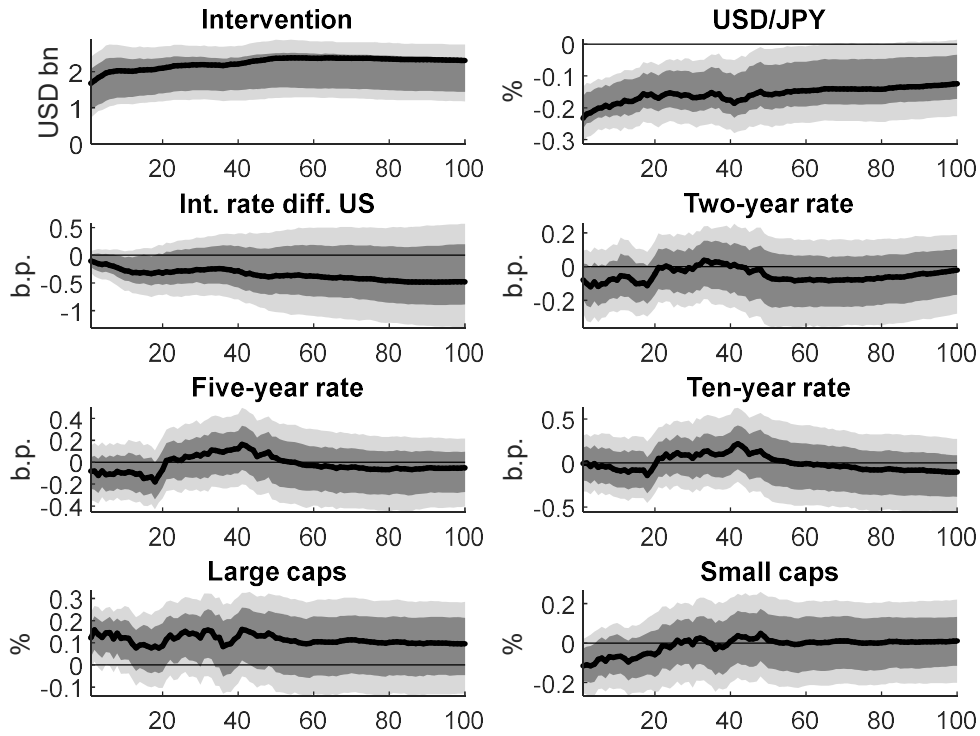 Intervention
USD bn
2
1
0
20 40 60 80 100
USD/JPY
%
0
-0.1
-0.2
-0.3
20 40 60 80 100
Int. rate diff. US
b.p.
0.5
0
-0.5
-1
20 40 60 80 100
Two-year rate
b.p.
0.2
0
-0.2
20 40 60 80 100
Five-year rate
b.p.
0.4
0.2
0
-0.2
-0.4
20 40 60 80 100
Ten-year rate
b.p.
0.5
0
-0.5
20 40 60 80 100
Large caps
%
0.3
0.2
0.1
0
-0.1
20 40 60 80 100
Small caps
%
0.2
0
-0.2
20 40 60 80 100